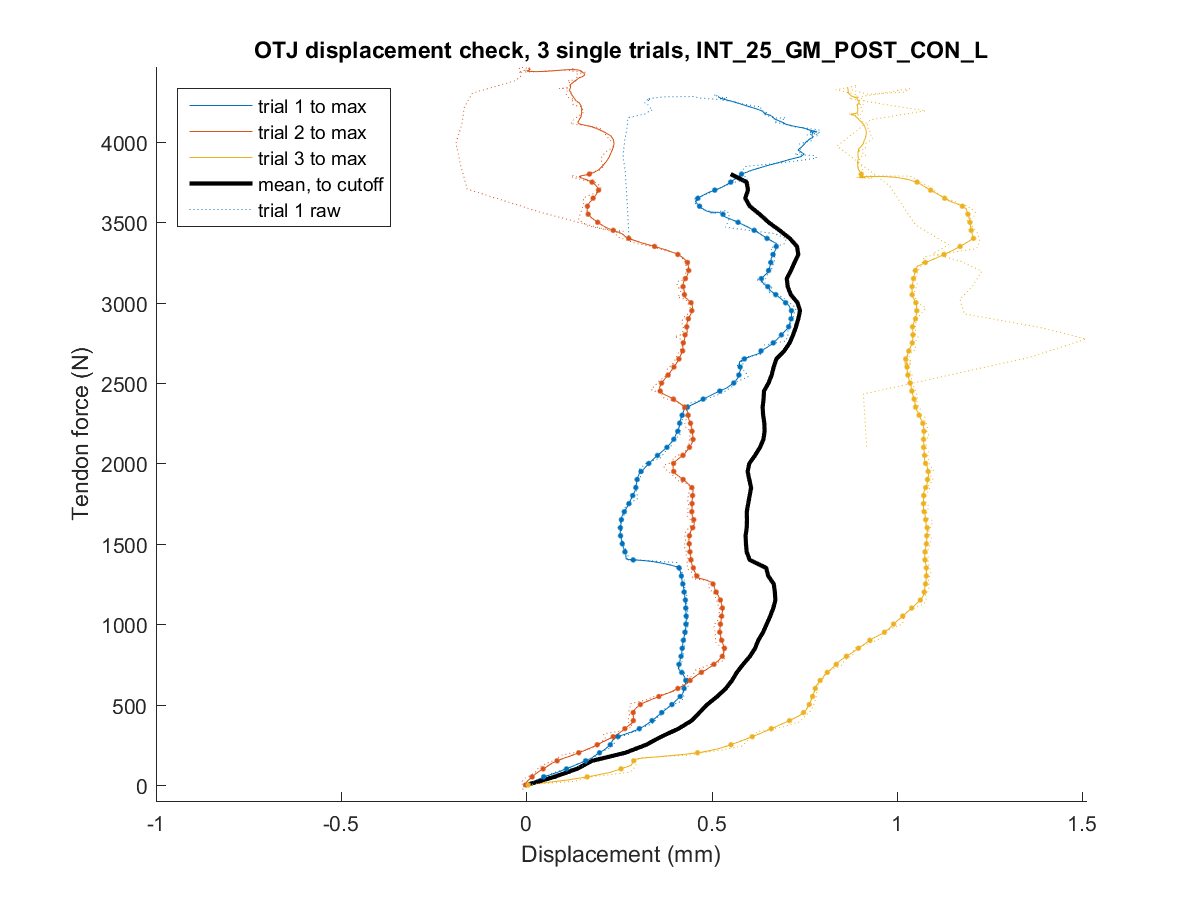 OTJ displacement check, 3 single trials, INT_25_GM_POST_CON_L
trial 1 to max
trial 2 to max
trial 3 to max
mean, to cutoff
trial 1 raw
4000
3500
3000
2500
2000
1500
1000
500
0
Tendon force (N)
-1
-0.5
0
0.5
1
1.5
Displacement (mm)